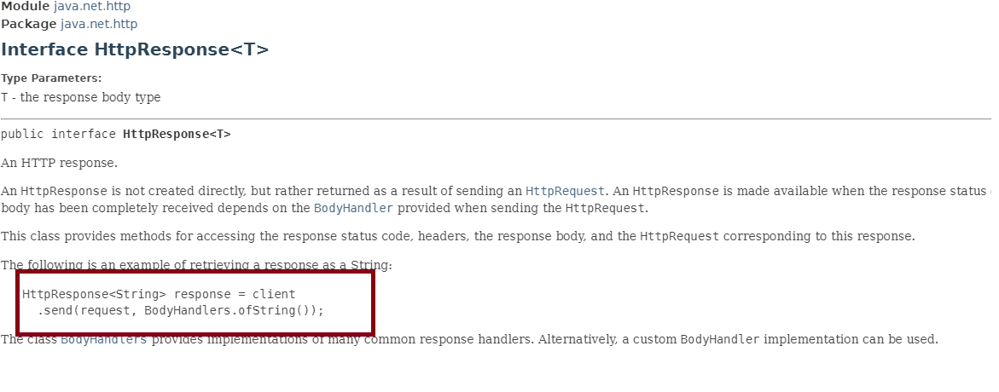 Module java.net.http
Package java.net.http
Interface HttpResponse<T>
Type Parameters:
T - the response body type
public interface HttpResponse<T>
An HTTP response.
An HttpResponse is not created directly, but rather returned as a result of sending an HttpRequest. An HttpResponse is made available when the response status
body has been completely received depends on the BodyHandler provided when sending the HttpRequest.
This class provides methods for accessing the response status code, headers, the response body, and the HttpRequest corresponding to this response.
The following is an example of retrieving a response as a String:
HttpResponse<String> response = client
.send(request, BodyHandlers.ofString());
The class BodyHandlers provides implementations of many common response handlers. Alternatively, a custom BodyHandler implementation can be used.